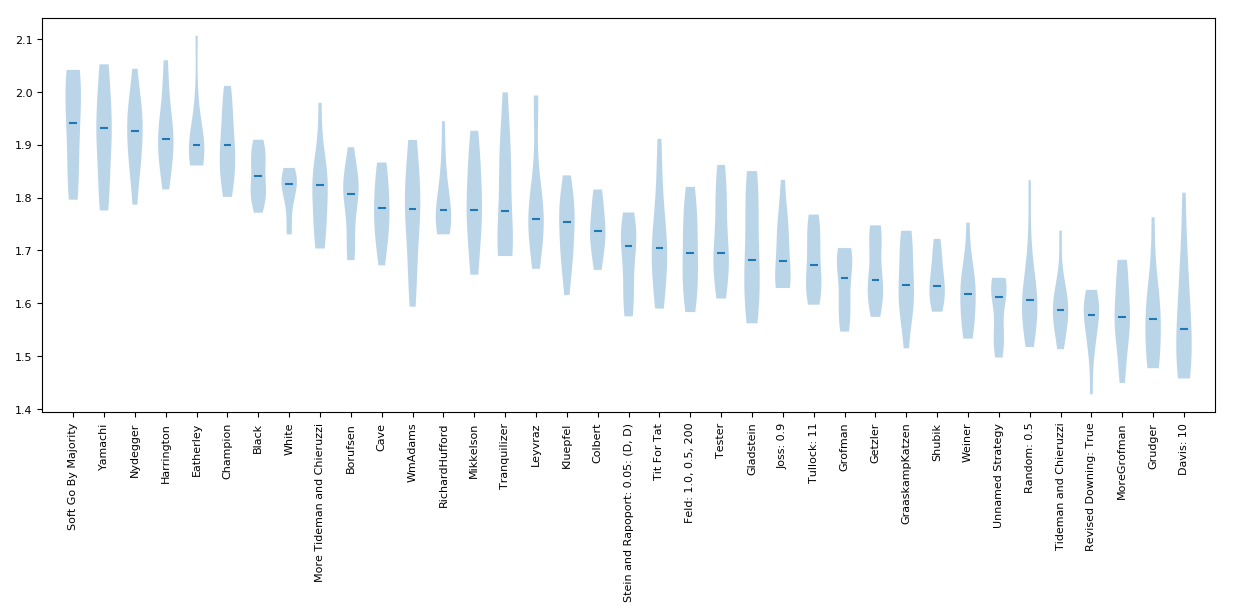 2.1
2.0
1.9
1.8
1.7
1.6
1.5
1.4
Soft Go By Majority
Yamachi
Nydegger
Harrington
Eatherley
Champion
Black
White
More Tideman and Chieruzzi
Borufsen
Cave
WmAdams
RichardHufford
Mikkelson
Tranquilizer
Leyvraz
Kluepfel
Colbert
Stein and Rapoport: 0.05: (D, D)
Tit For Tat
Feld: 1.0, 0.5, 200
Tester
Gladstein
Joss: 0.9
Tullock: 11
Grofman
Getzler
GraaskampKatzen
Shubik
Weiner
Unnamed Strategy
Random: 0.5
Tideman and Chieruzzi
Revised Downing: True
MoreGrofman
Grudger
Davis: 10